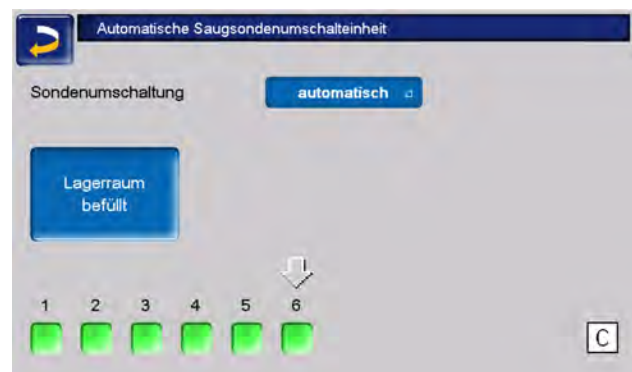 Automatische Saugsondenumschalteinheit
Sondenumschaltung
automatisch
Lagerraum
befüllt
1 2 3 4 5 6
C